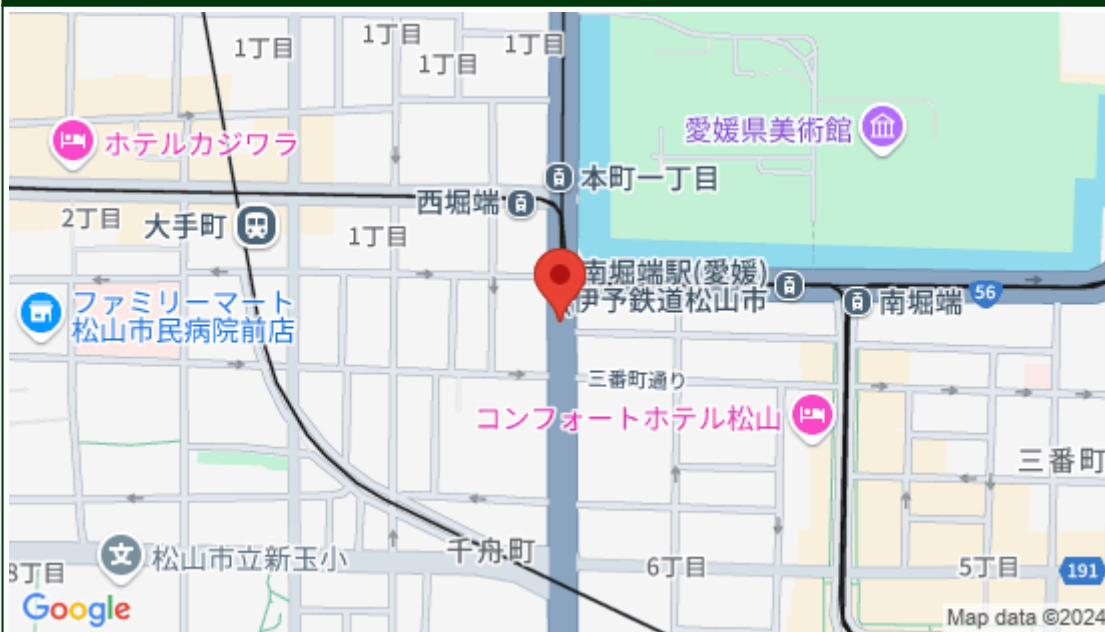 1丁目
1丁目
1丁目
1丁目
愛媛県美術館
ホテルカジワラ
本町一丁目
西堀端
2丁目
大手町
1丁目
南堀端駅(愛媛)
伊予鉄道松山市
南堀端
56
ファミリーマート
松山市民病院前店
三番町通り
コンフォートホテル松山
三番町
松山市立新玉小
文
千舟町
6丁目
5丁目
191
8丁目
Google
Map data ©2024